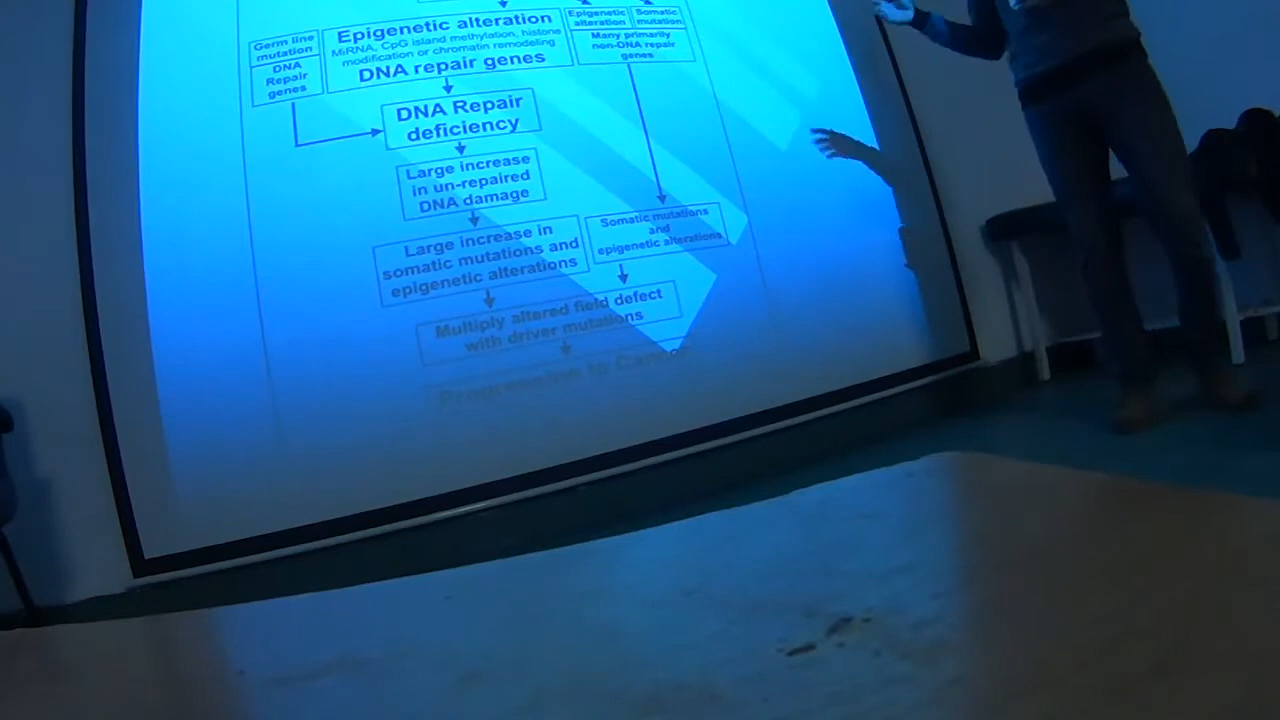 Germ line
mutation
DNA
Repair
genes
Epigenetic alteration
MiRNA, CpG island methylation, histone
modification or chromatin remodeling
DNA repair genes
Epigenetic
alteration
Somatic
mutation
Many primarily
non-DNA repair
genes
DNA Repair
deficiency
Large increase
in un-repaired
DNA damage
Large increase in
somatic mutations and
epigenetic alterations
Somatic mutations
and
epigenetic alterations
Multiply altered field defect
with driver mutations
Progression to Cancer